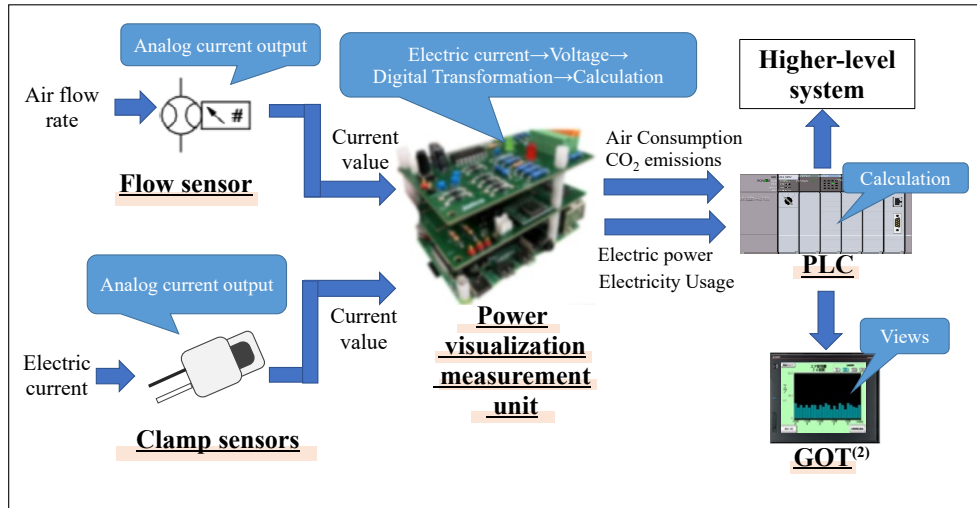 Analog current output
Air flow
rate
#
Flow sensor
Current
value
Electric current→Voltage→
Digital Transformation→Calculation
Analog current output
Electric
current
Clamp sensors
Current
value
Power
visualization
measurement
unit
Air Consumption
CO₂ emissions
Electric power
Electricity Usage
Higher-level
system
Calculation
PLC
Views
GOT⁽²⁾